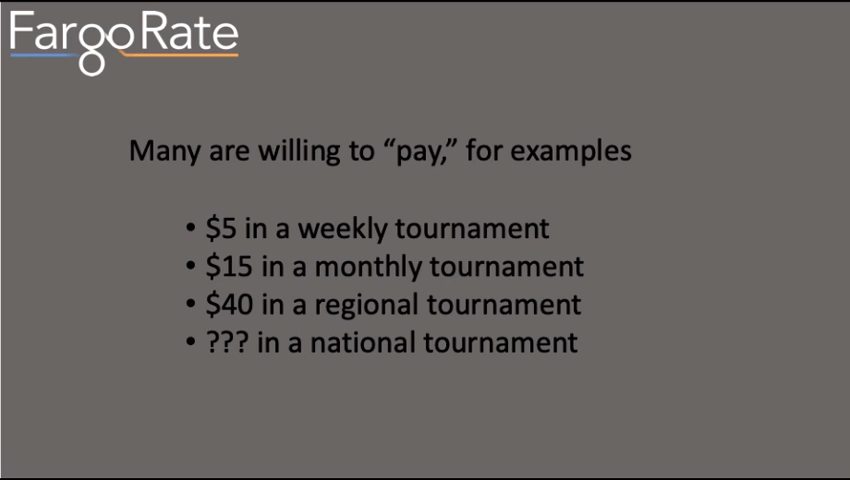 FargoRate
Many are willing to “pay,” for examples
• $5 in a weekly tournament
• $15 in a monthly tournament
• $40 in a regional tournament
• ??? in a national tournament